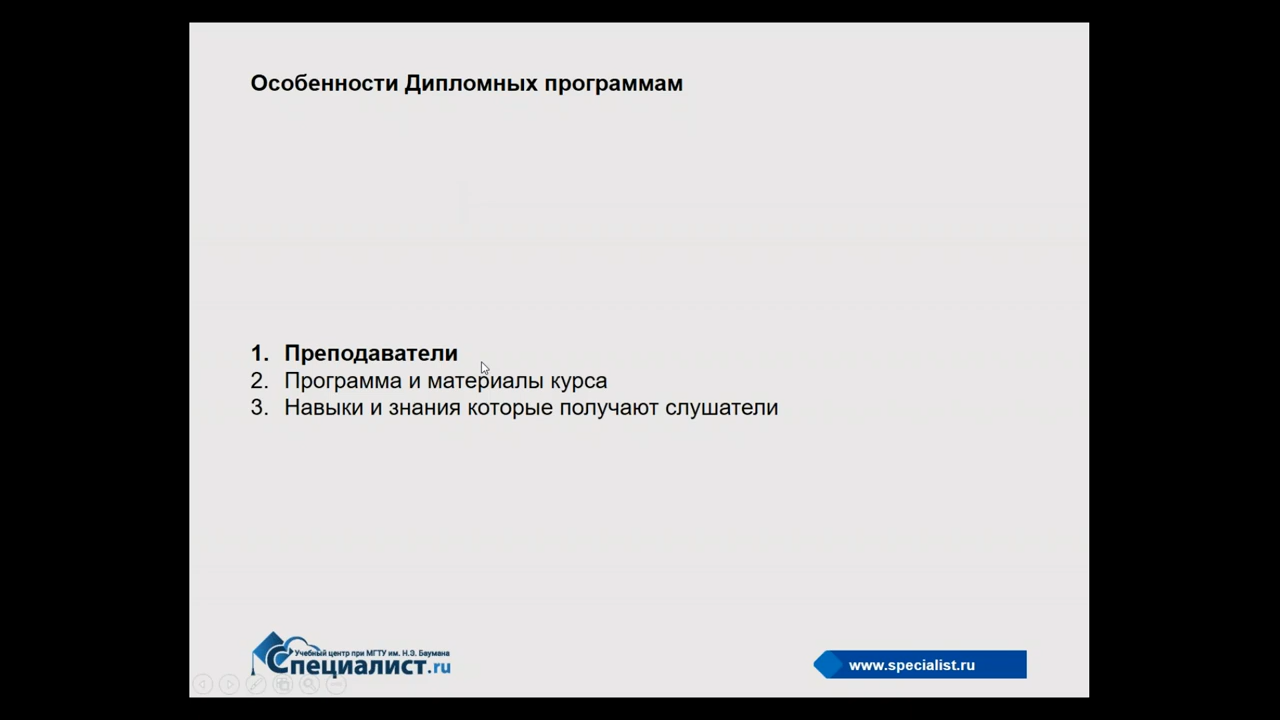 Особенности Дипломных программам
1. Преподаватели
2. Программа и материалы курса
3. Навыки и знания которые получают слушатели
Учебный центр при МГТУ им. Н.Э. Баумана
Специалист.ru
www.specialist.ru